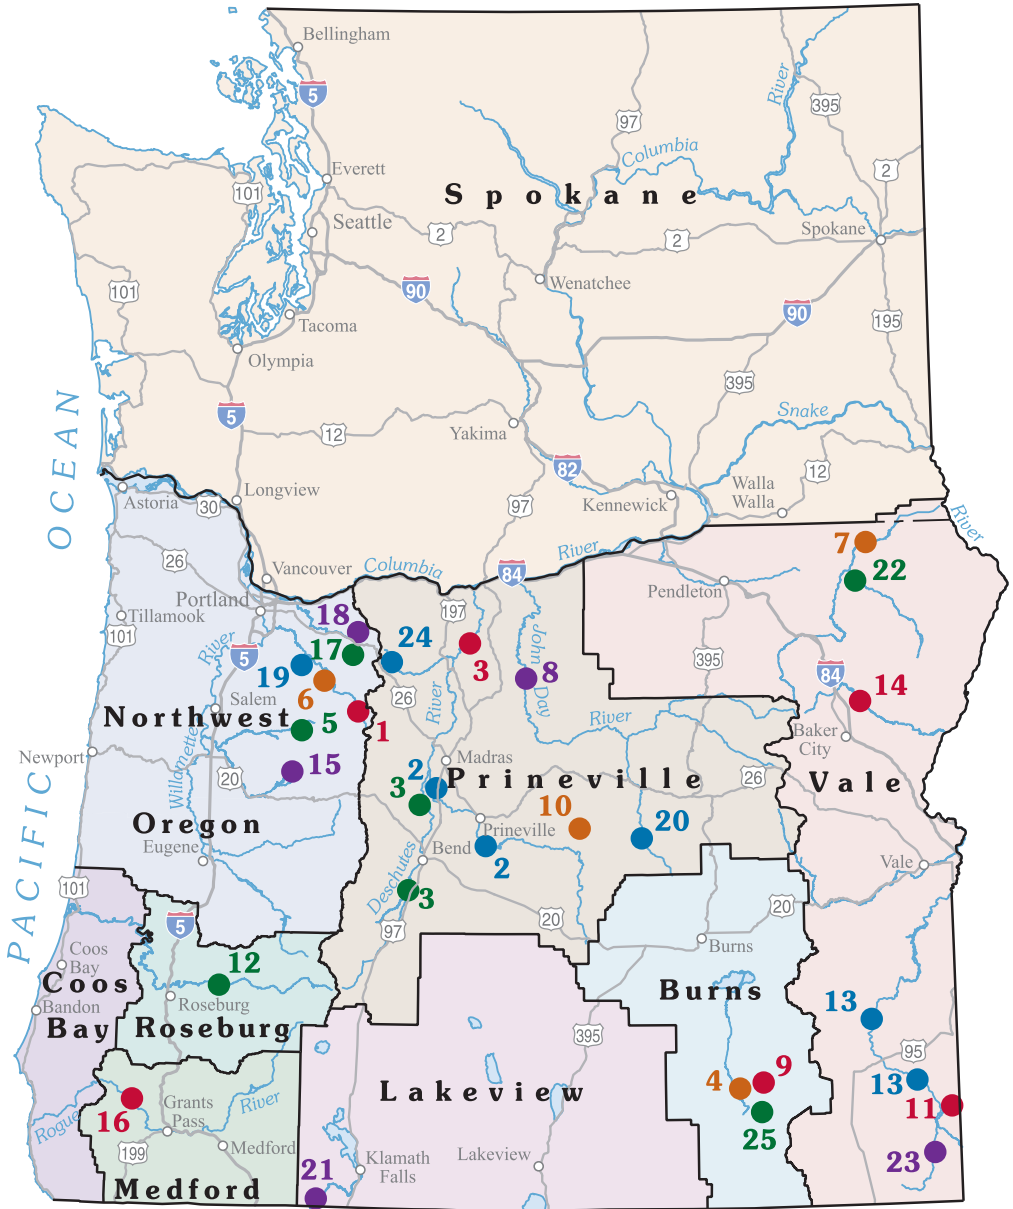 Bellingham
5
River
395
97
Columbia
2
Everett
101
Spokane
Seattle
2
2
Spokane
90
Wenatchee
101
90
195
Tacoma
Olympia
395
5
Snake
12
Yakima
12
82
Walla
Walla
Longview
Kennewick
Astoria
30
97
River
River
OCEAN
26
Vancouver
Columbia
84
7
22
Portland
Pendleton
Tillamook
101
18
197
River
5
17
24
3
John
Day
8
395
84
19
6
26
14
Salem
River
River
Northwest
5
1
Baker
City
Newport
Madras
15
2
Prineville
26
Vale
20
Willamette
3
10
20
Oregon
Prineville
Eugene
Bend
2
Vale
Deschutes
101
3
5
20
20
97
PACIFIC
Coos
Bay
12
Burns
Coos
Roseburg
Burns
13
Bandon
Bay
Roseburg
395
95
9
4
13
Lakeview
11
16
Grants
Pass
River
Rogue
25
199
Medford
Lakeview
Klamath
Falls
21
23
Medford